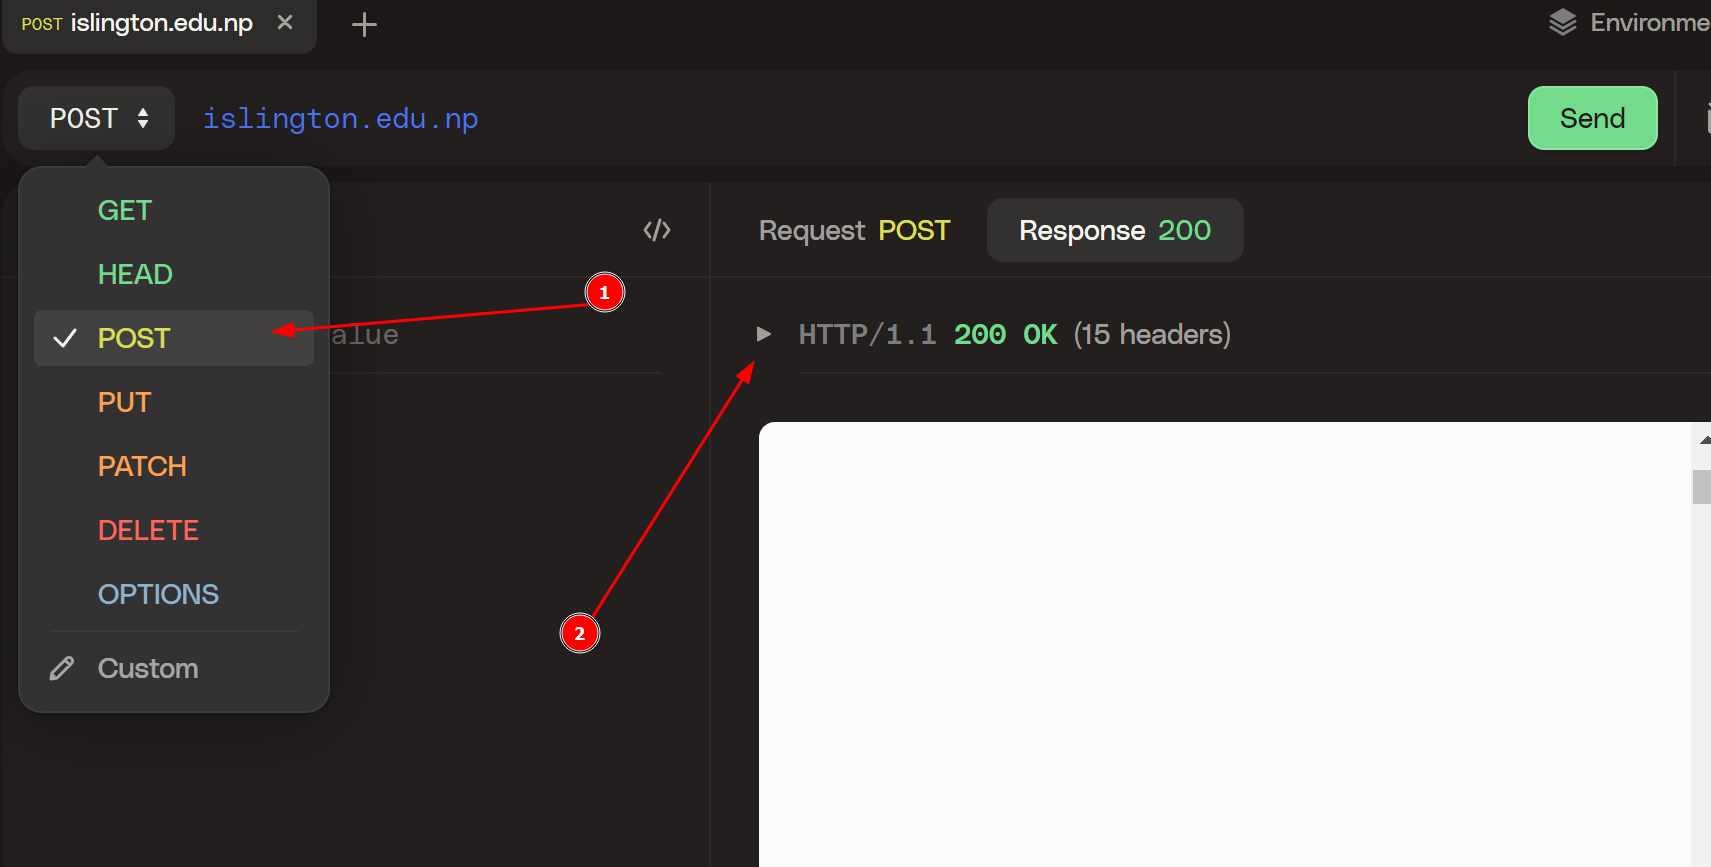 POST islington.edu.np
Environme
POST islington.edu.np Send
GET
HEAD
POST
PUT
PATCH
DELETE
OPTIONS
Custom
alue
1
2
Request POST Response 200
HTTP/1.1 200 OK (15 headers)